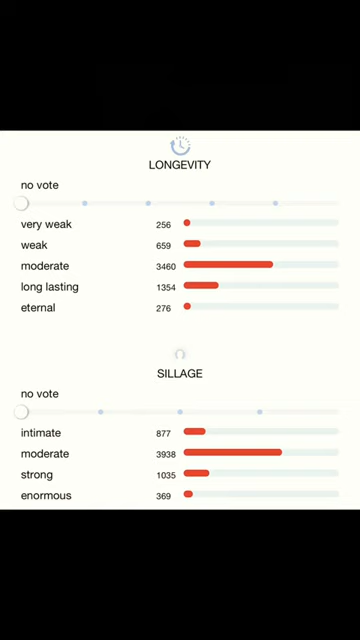 LONGEVITY
no vote
very weak 256
weak 659
moderate 3460
long lasting 1354
eternal 276
SILLAGE
no vote
intimate 877
moderate 3938
strong 1035
enormous 369